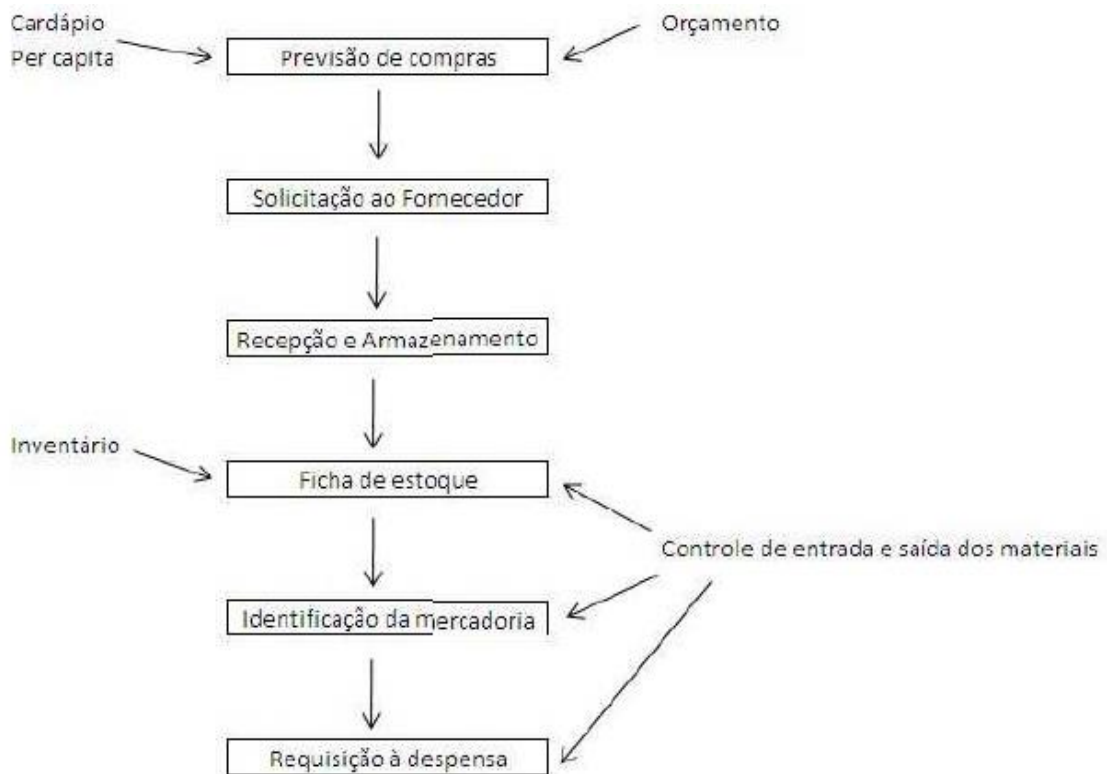 Cardápio
Per capita
Orçamento
Previsão de compras
Solicitação ao Fornecedor
Recepção e Armazenamento
Inventário
Ficha de estoque
Controle de entrada e saída dos materiais
Identificação da mercadoria
Requisição à despensa